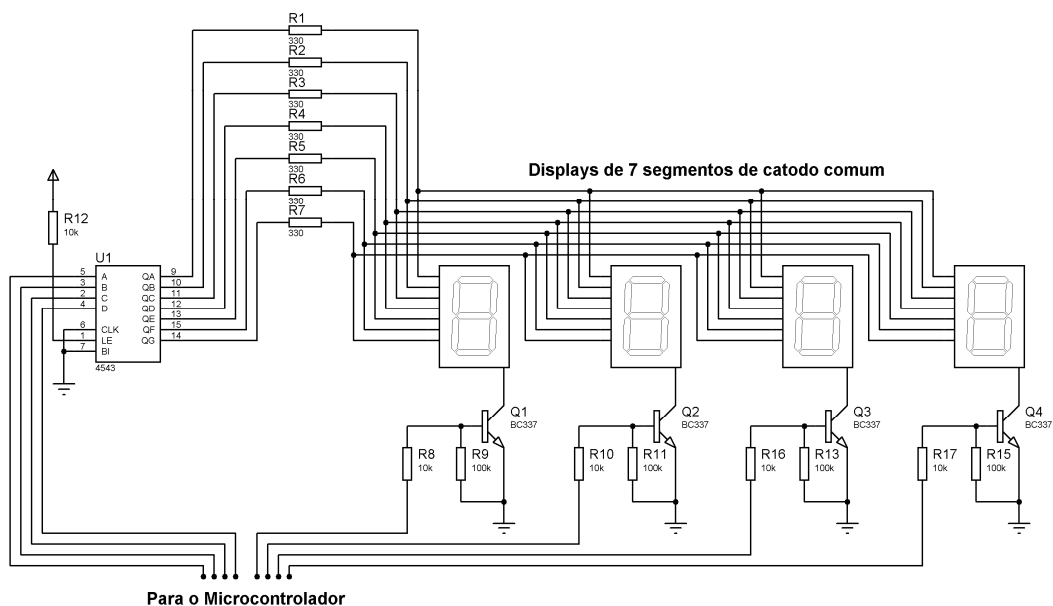 R1
330
R2
330
R3
330
R4
330
R5
330
R6
330
R7
330
Displays de 7 segmentos de catodo comum
R12
10k
U1
5 A QA 9
3 B QB 10
2 C QC 11
4 D QD 12
QE 13
6 CLK QF 15
1 LE QG 14
7 BI
4543
Q1
BC337
Q2
BC337
Q3
BC337
Q4
BC337
R8
10k
R9
100k
R10
10k
R11
100k
R16
10k
R13
100k
R17
10k
R15
100k
Para o Microcontrolador